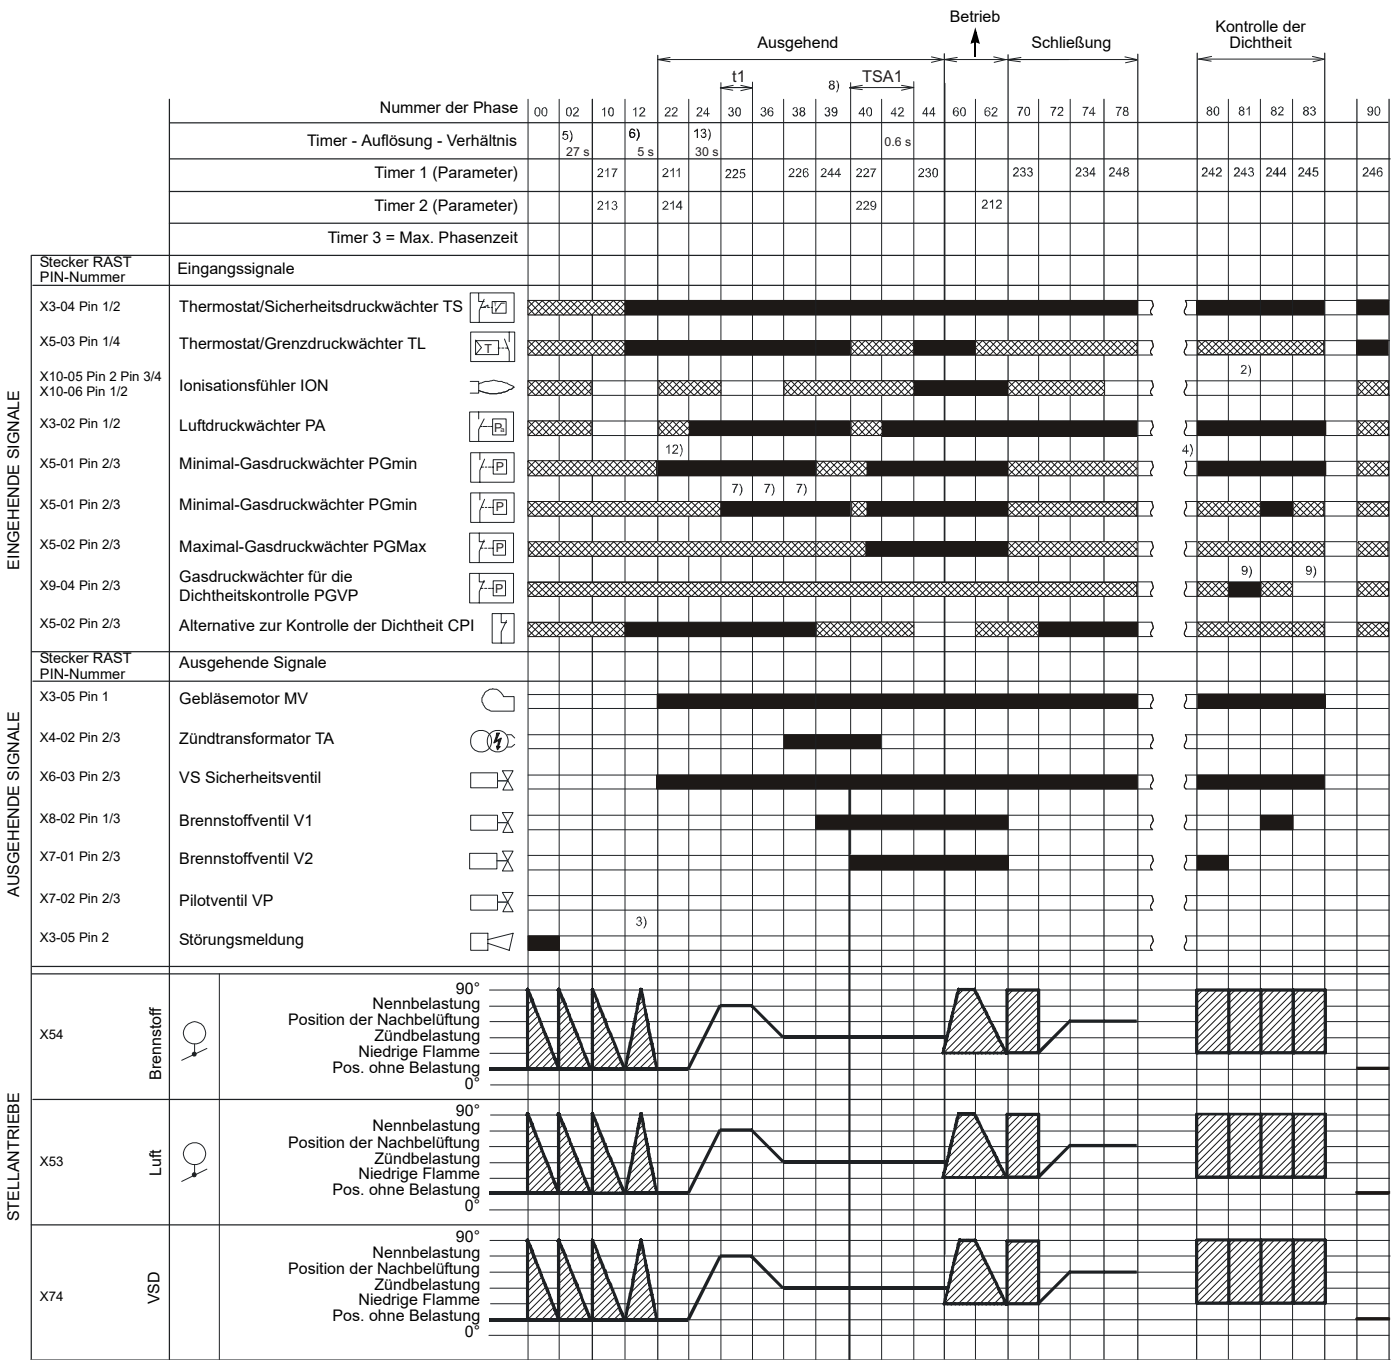 Betrieb
Ausgehend
Schließung
Kontrolle der
Dichtheit
t1
8)
TSA1
Nummer der Phase 00 02 10 12 22 24 30 36 38 39 40 42 44 60 62 70 72 74 78 80 81 82 83 90
Timer - Auflösung - Verhältnis 5) 27 s 6) 5 s 13) 30 s 0.6 s
Timer 1 (Parameter) 217 211 225 226 244 227 230 233 234 248 242 243 244 245 246
Timer 2 (Parameter) 213 214 229 212
Timer 3 = Max. Phasenzeit
EINGEHENDE SIGNALE
Stecker RAST
PIN-Nummer
Eingangssignale
X3-04 Pin 1/2 Thermostat/Sicherheitsdruckwächter TS
X5-03 Pin 1/4 Thermostat/Grenzdruckwächter TL T
2)
X10-05 Pin 2 Pin 3/4
X10-06 Pin 1/2
Ionisationsfühler ION
X3-02 Pin 1/2 Luftdruckwächter PA Pa
12) 4)
X5-01 Pin 2/3 Minimal-Gasdruckwächter PGmin P
7) 7) 7)
X5-01 Pin 2/3 Minimal-Gasdruckwächter PGmin P
X5-02 Pin 2/3 Maximal-Gasdruckwächter PGMax P
9) 9)
X9-04 Pin 2/3 Gasdruckwächter für die
Dichtheitskontrolle PGVP P
X5-02 Pin 2/3 Alternative zur Kontrolle der Dichtheit CPI
AUSGEHENDE SIGNALE
Stecker RAST
PIN-Nummer
Ausgehende Signale
X3-05 Pin 1 Gebläsemotor MV
X4-02 Pin 2/3 Zündtransformator TA
X6-03 Pin 2/3 VS Sicherheitsventil
X8-02 Pin 1/3 Brennstoffventil V1
X7-01 Pin 2/3 Brennstoffventil V2
X7-02 Pin 2/3 Pilotventil VP
3)
X3-05 Pin 2 Störungsmeldung
STELLANTRIEBE
X54 Brennstoff
90°
Nennbelastung
Position der Nachbelüftung
Zündbelastung
Niedrige Flamme
Pos. ohne Belastung
0°
X53 Luft
90°
Nennbelastung
Position der Nachbelüftung
Zündbelastung
Niedrige Flamme
Pos. ohne Belastung
0°
X74 VSD
90°
Nennbelastung
Position der Nachbelüftung
Zündbelastung
Niedrige Flamme
Pos. ohne Belastung
0°